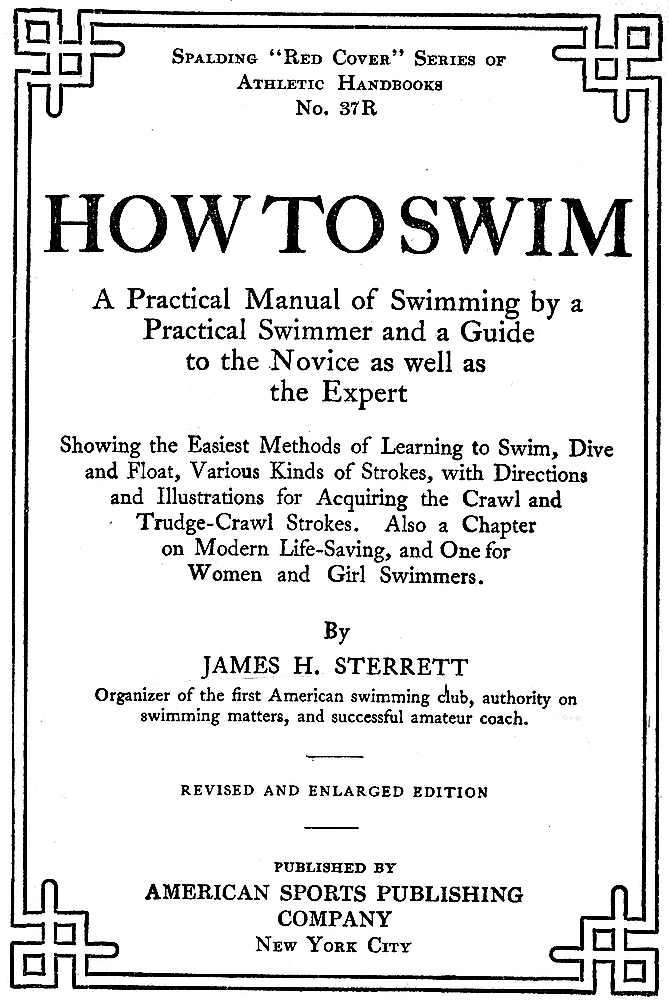 Spalding "Red Cover" Series of
Athletic Handbooks
No. 37R
HOW TO SWIM
A Practical Manual of Swimming by a
Practical Swimmer and a Guide
to the Novice as well as
the Expert
Showing the Easiest Methods of Learning to Swim, Dive
and Float, Various Kinds of Strokes, with Directions
and Illustrations for Acquiring the Crawl and
Trudge-Crawl Strokes. Also a Chapter
on Modern Life-Saving, and One for
Women and Girl Swimmers.
By
JAMES H. STERRETT
Organizer of the first American swimming club, authority on
swimming matters, and successful amateur coach.
REVISED AND ENLARGED EDITION
PUBLISHED BY
AMERICAN SPORTS PUBLISHING
COMPANY
New York City